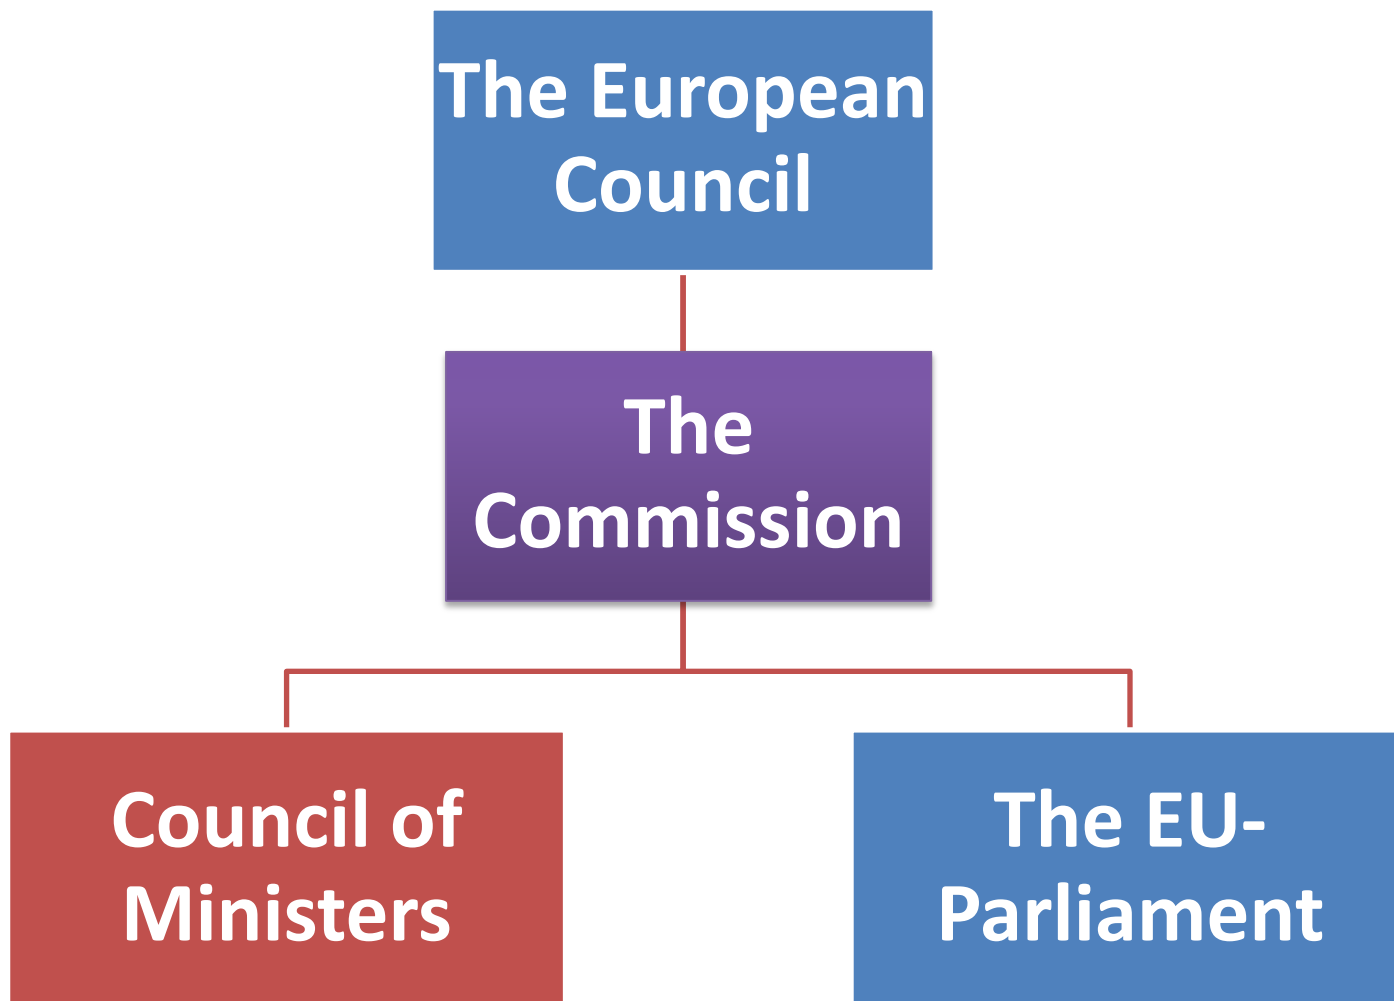 The European
Council
The
Commission
Council of
Ministers
The EU-
Parliament